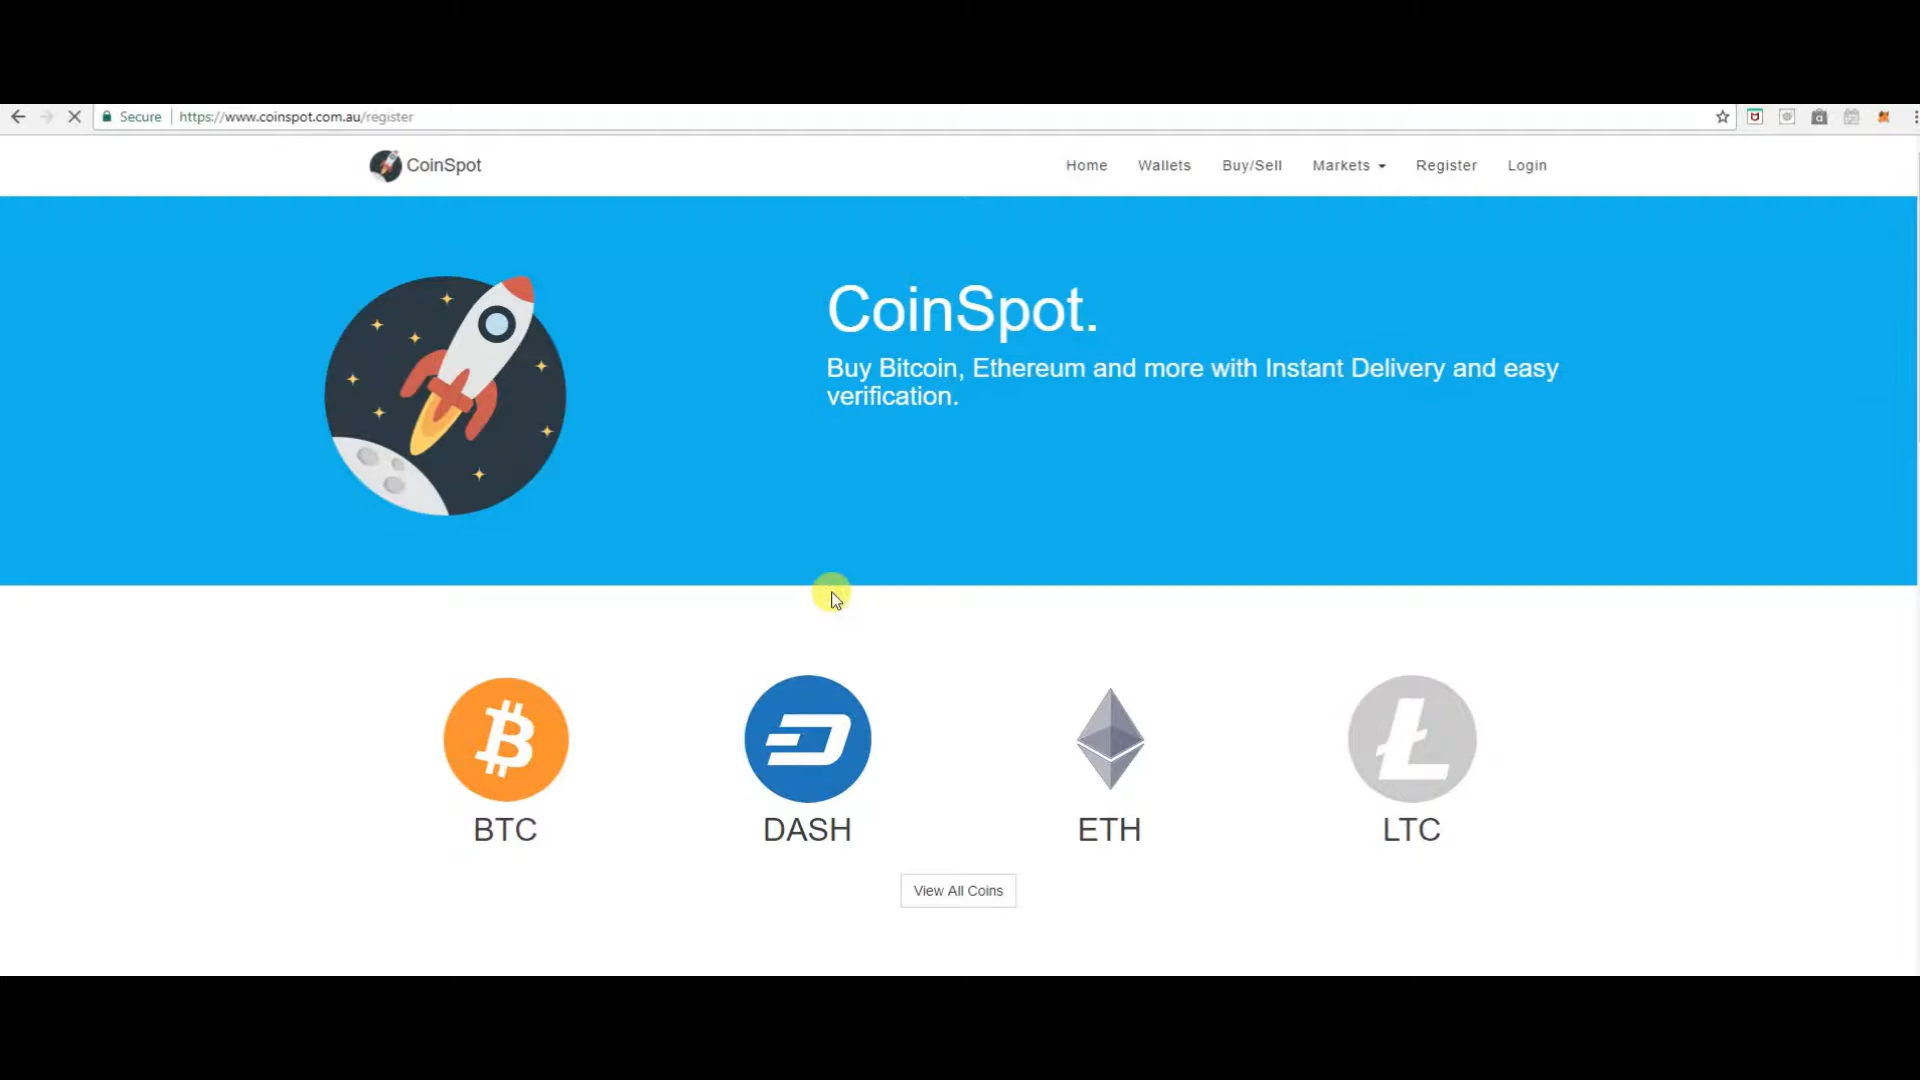 Secure https://www.coinspot.com.au/register
CoinSpot Home Wallets Buy/Sell Markets Register Login
CoinSpot.
Buy Bitcoin, Ethereum and more with Instant Delivery and easy
verification.
BTC DASH ETH LTC
View All Coins